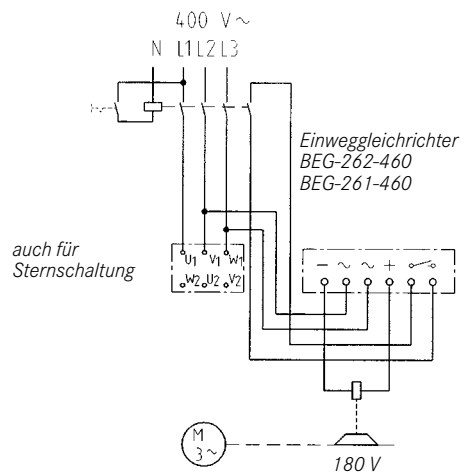 400 V ~
N L1 L2 L3
Einweggleichrichter
BEG-262-460
BEG-261-460
auch für
Sternschaltung
U1 V1 W1
W2 U2 V2
− ~ ~ +
M
3~
180 V